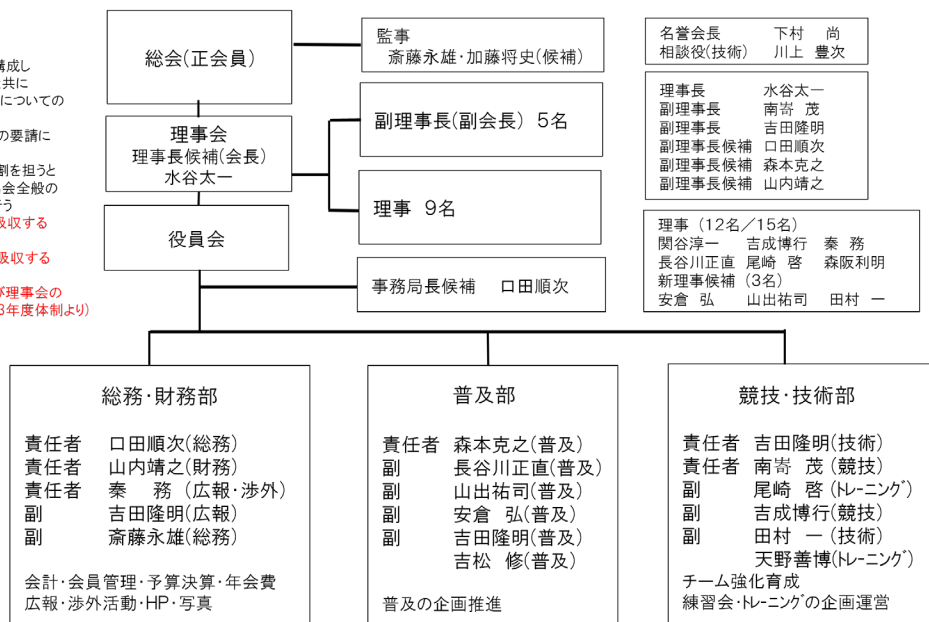 総会(正会員)
監事
斎藤永雄・加藤将史(候補)
名誉会長 下村 尚
相談役(技術) 川上 豊次
構成し
共に
についての
の要請に
割を担うと
会全般の
う
吸収する
吸収する
び理事会の
3年度体制より)
理事会
理事長候補(会長)
水谷太一
副理事長(副会長) 5名
理事 9名
役員会
事務局長候補 口田順次
理事長 水谷太一
副理事長 南嵜 茂
副理事長 吉田隆明
副理事長候補 口田順次
副理事長候補 森本克之
副理事長候補 山内靖之
理事 (12名/15名)
関谷淳一 吉成博行 秦 務
長谷川正直 尾崎 啓 森阪利明
新理事候補 (3名)
安倉 弘 山出祐司 田村 一
総務・財務部
責任者 口田順次(総務)
責任者 山内靖之(財務)
責任者 秦 務 (広報・渉外)
副 吉田隆明(広報)
副 斎藤永雄(総務)
会計・会員管理・予算決算・年会費
広報・渉外活動・HP・写真
普及部
責任者 森本克之(普及)
副 長谷川正直(普及)
副 山出祐司(普及)
副 安倉 弘(普及)
副 吉田隆明(普及)
吉松 修(普及)
普及の企画推進
競技・技術部
責任者 吉田隆明(技術)
責任者 南嵜 茂(競技)
副 尾崎 啓(トレーニング)
副 吉成博行(競技)
副 田村 一(技術)
天野善博(トレーニング)
チーム強化育成
練習会・トレーニングの企画運営